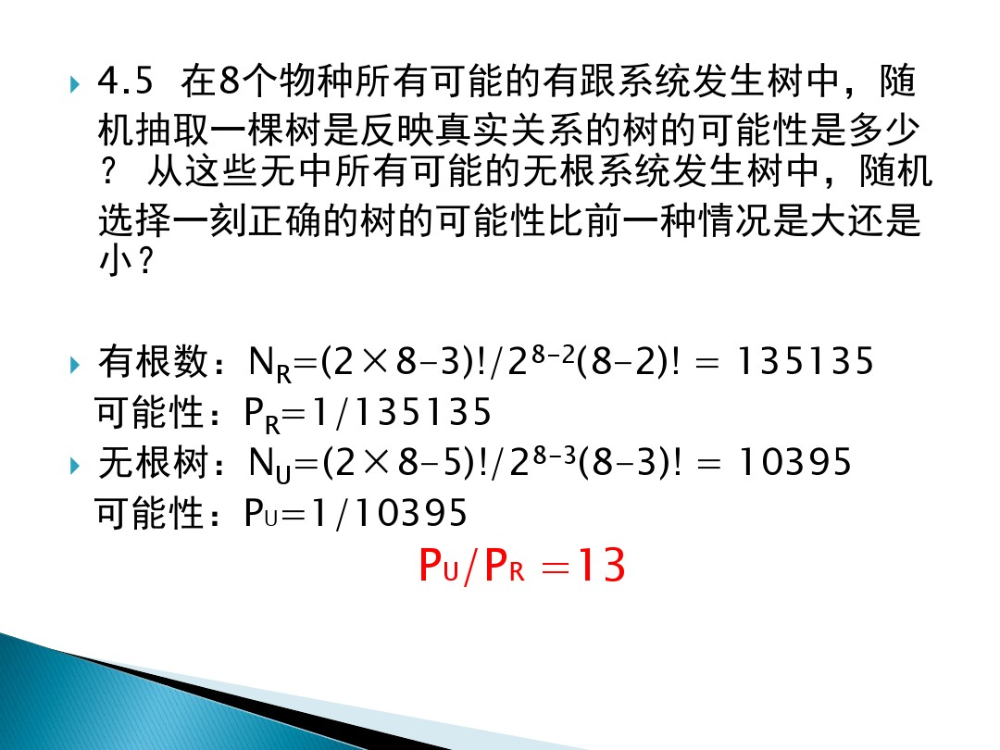 4.5 在8个物种所有可能的有跟系统发生树中，随
机抽取一棵树是反映真实关系的树的可能性是多少
？ 从这些无中所有可能的无根系统发生树中，随机
选择一刻正确的树的可能性比前一种情况是大还是
小？
有根数：N_R=(2×8-3)!/2^{8-2}(8-2)! = 135135
可能性：P_R=1/135135
无根树：N_U=(2×8-5)!/2^{8-3}(8-3)! = 10395
可能性：P_U=1/10395
P_U/P_R =13